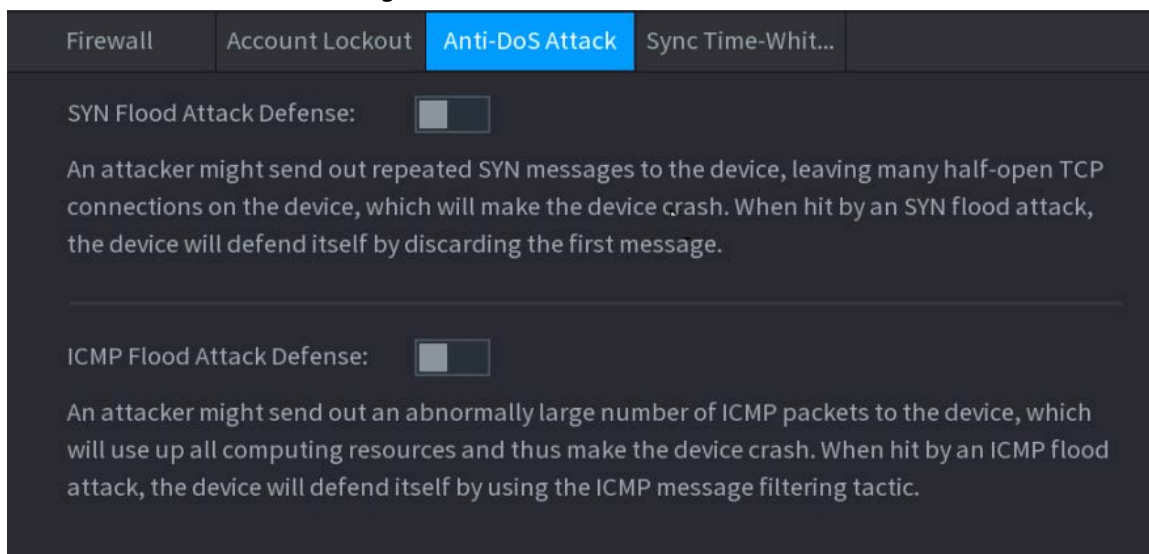 Firewall Account Lockout Anti-DoS Attack Sync Time-Whit...
SYN Flood Attack Defense:
An attacker might send out repeated SYN messages to the device, leaving many half-open TCP
connections on the device, which will make the device crash. When hit by an SYN flood attack,
the device will defend itself by discarding the first message.
ICMP Flood Attack Defense:
An attacker might send out an abnormally large number of ICMP packets to the device, which
will use up all computing resources and thus make the device crash. When hit by an ICMP flood
attack, the device will defend itself by using the ICMP message filtering tactic.